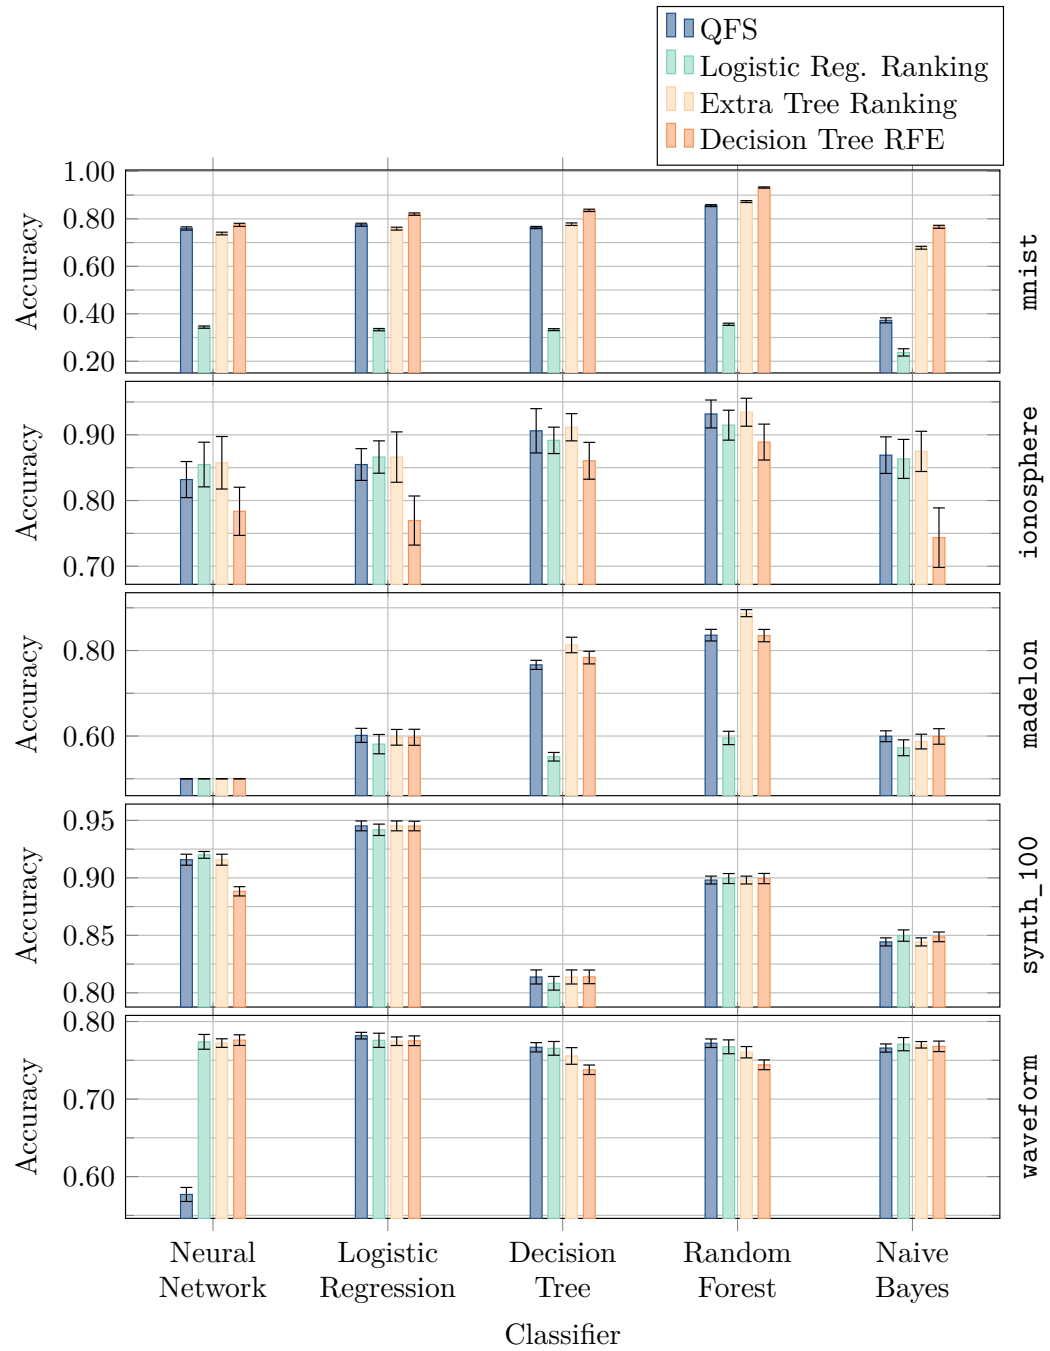 QFS
Logistic Reg. Ranking
Extra Tree Ranking
Decision Tree RFE
1.00
0.80
0.60
0.40
0.20
Accuracy
mnist
0.90
0.80
0.70
Accuracy
ionosphere
0.80
0.60
Accuracy
madelon
0.95
0.90
0.85
0.80
Accuracy
synth_100
0.80
0.70
0.60
Accuracy
waveform
Neural
Network
Logistic
Regression
Decision
Tree
Random
Forest
Naive
Bayes
Classifier